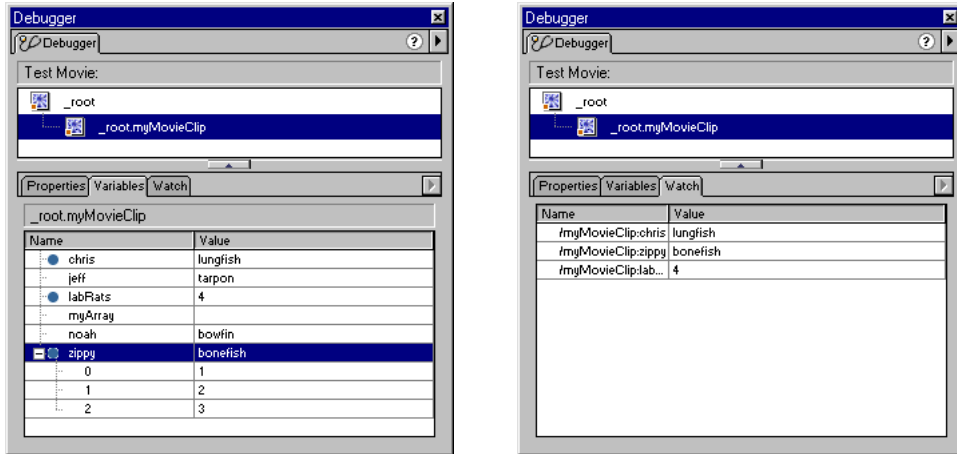 Debugger
Debugger ?
Test Movie:
_root
_root.myMovieClip
Properties Variables Watch
_root.myMovieClip
Name Value
chris lungfish
jeff tarpon
labRats 4
myArray
noah bowfin
zippy bonefish
0 1
1 2
2 3
Debugger
Debugger ?
Test Movie:
_root
_root.myMovieClip
Properties Variables Watch
Name Value
/myMovieClip:chris lungfish
/myMovieClip:zippy bonefish
/myMovieClip:lab... 4